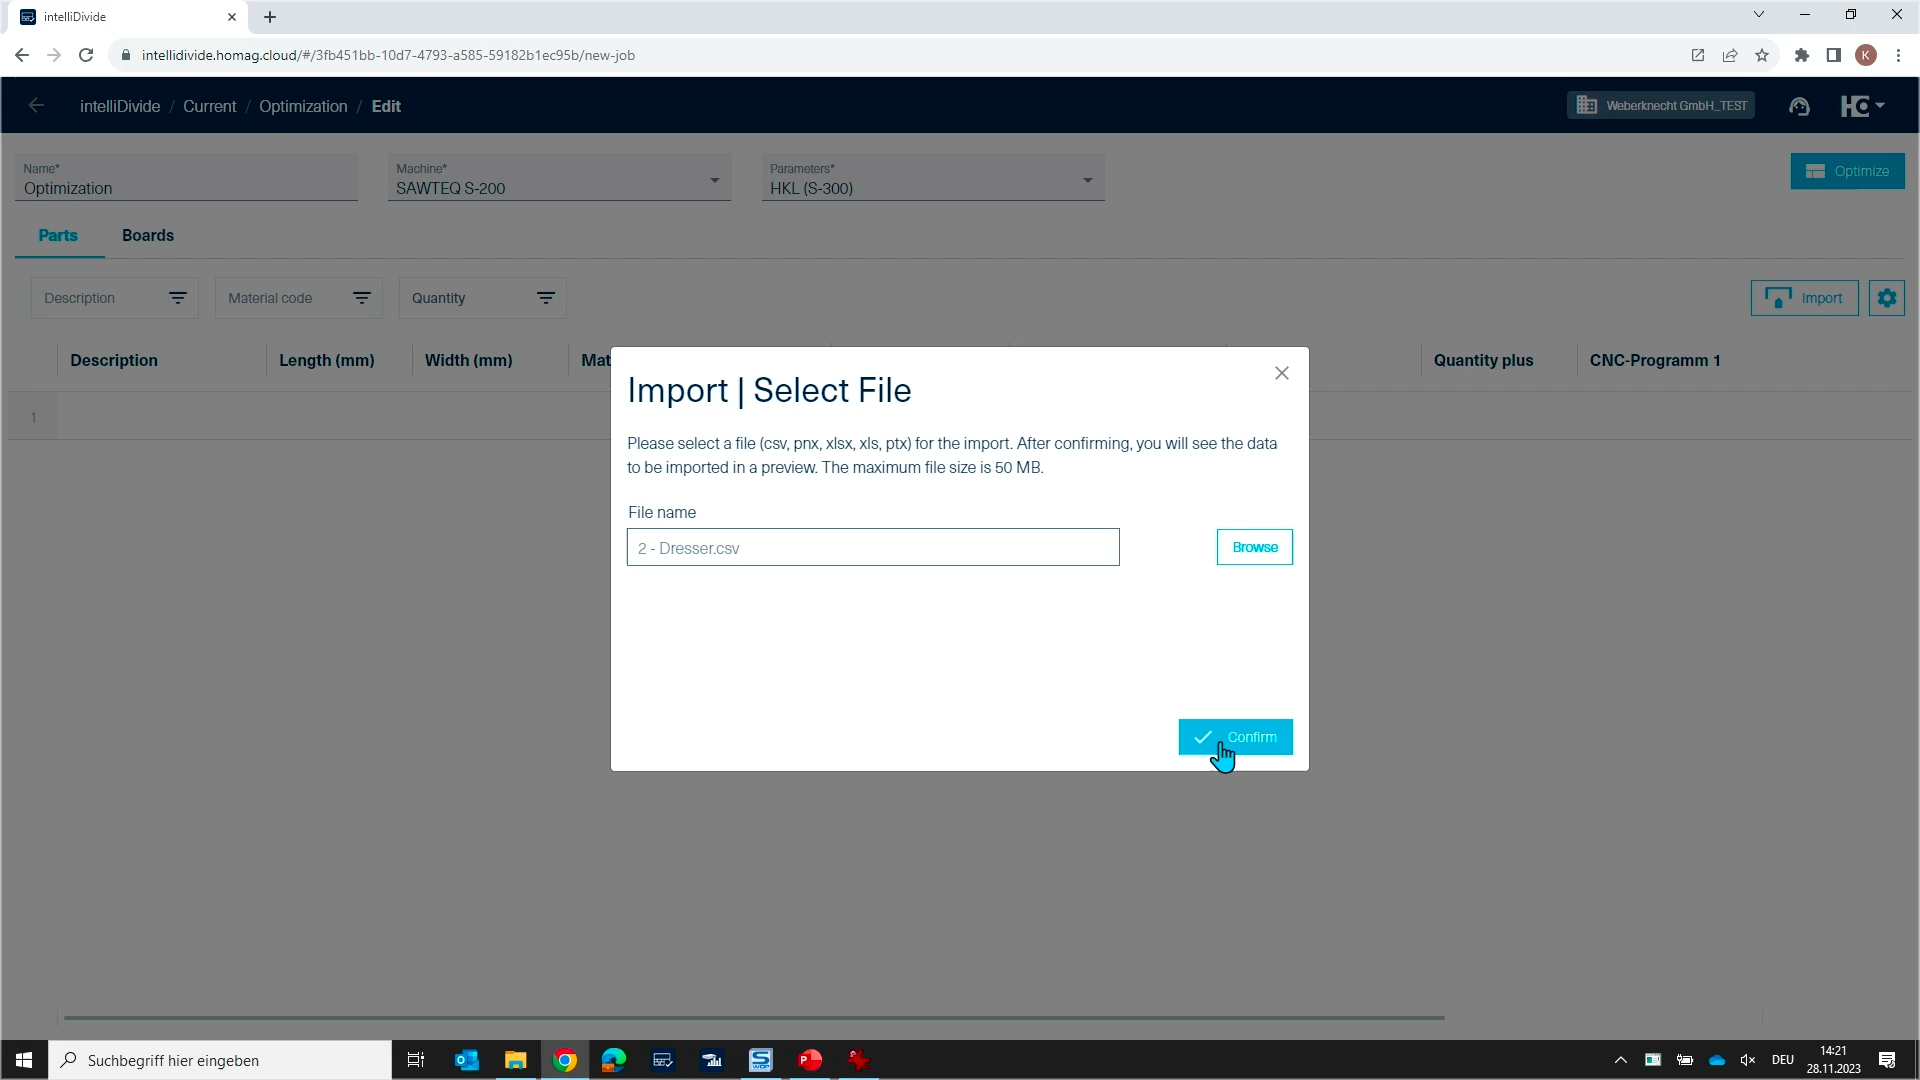 intelliDivide
intellidivide.homag.cloud/#/3fb451bb-10d7-4793-a585-59182b1ec95b/new-job
K
intelliDivide / Current / Optimization / Edit
Weberknecht GmbH_TEST
Name*
Optimization
Machine*
SAWTEQ S-200
Parameters*
HKL (S-300)
Optimize
Parts
Boards
Description
Material code
Quantity
Import
Description
Length (mm)
Width (mm)
Mat
Quantity plus
CNC-Programm 1
1
Import | Select File
Please select a file (csv, pnx, xlsx, xls, ptx) for the import. After confirming, you will see the data
to be imported in a preview. The maximum file size is 50 MB.
File name
2 - Dresser.csv
Browse
Confirm
Suchbegriff hier eingeben
DEU
14:21
28.11.2023